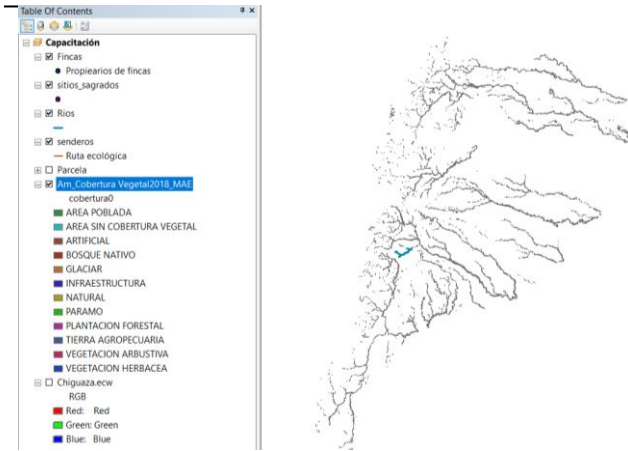 Table Of Contents
Capacitación
Fincas
Propiearios de fincas
sitios_sagrados
Rios
senderos
Ruta ecológica
Parcela
Am_Cobertura Vegetal2018_MAE
cobertura0
AREA POBLADA
AREA SIN COBERTURA VEGETAL
ARTIFICIAL
BOSQUE NATIVO
GLACIAR
INFRAESTRUCTURA
NATURAL
PARAMO
PLANTACION FORESTAL
TIERRA AGROPECUARIA
VEGETACION ARBUSTIVA
VEGETACION HERBACEA
Chiguaza.ecw
RGB
Red: Red
Green: Green
Blue: Blue